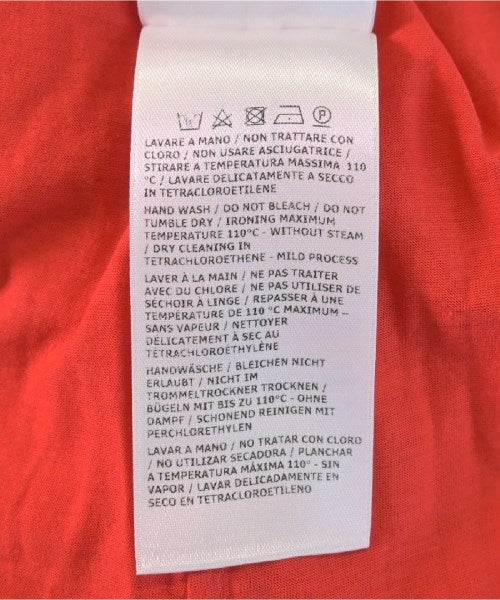 LAVARE A MANO / NON TRATTARE CON
CLORO / NON USARE ASCIUGATRICE /
STIRARE A TEMPERATURA MASSIMA 110
°C / LAVARE DELICATAMENTE A SECCO
IN TETRACLOROETILENE
HAND WASH / DO NOT BLEACH / DO NOT
TUMBLE DRY / IRONING MAXIMUM
TEMPERATURE 110°C - WITHOUT STEAM
/ DRY CLEANING IN
TETRACHLOROETHENE - MILD PROCESS
LAVER À LA MAIN / NE PAS TRAITER
AVEC DU CHLORE / NE PAS UTILISER DE
SÉCHOIR À LINGE / REPASSER À UNE
TEMPÉRATURE DE 110 °C MAXIMUM –
SANS VAPEUR / NETTOYER
DÉLICATEMENT À SEC AU
TÉTRACHLOROÉTHYLÈNE
HANDWÄSCHE / BLEICHEN NICHT
ERLAUBT / NICHT IM
TROMMELTROCKNER TROCKNEN /
BÜGELN MIT BIS ZU 110°C - OHNE
DAMPF / SCHONEND REINIGEN MIT
PERCHLORETHYLEN
LAVAR A MANO / NO TRATAR CON CLORO
/ NO UTILIZAR SECADORA / PLANCHAR
A TEMPERATURA MÁXIMA 110° - SIN
VAPOR / LAVAR DELICADAMENTE EN
SECO EN TETRACLOROETILENO